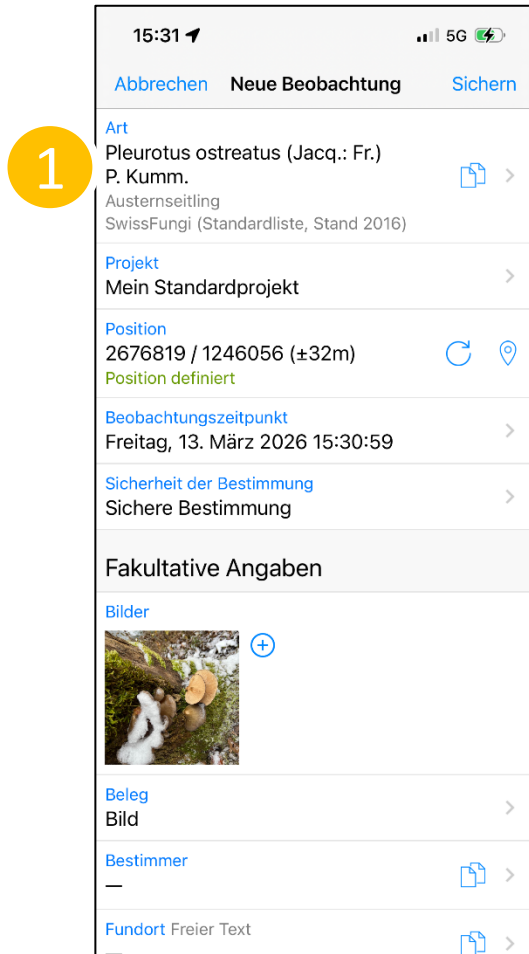 15:31
5G
Abbrechen Neue Beobachtung Sichern
1
Art
Pleurotus ostreatus (Jacq.: Fr.)
P. Kumm.
Austernseitling
SwissFungi (Standardliste, Stand 2016)
Projekt
Mein Standardprojekt
Position
2676819 / 1246056 (±32m)
Position definiert
Beobachtungszeitpunkt
Freitag, 13. März 2026 15:30:59
Sicherheit der Bestimmung
Sichere Bestimmung
Fakultative Angaben
Bilder
Beleg
Bild
Bestimmer
—
Fundort Freier Text
—